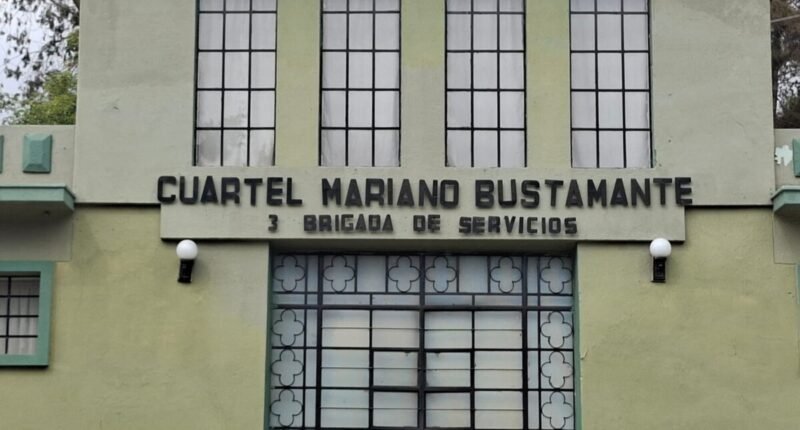 CUARTEL MARIANO BUSTAMANTE
3 BRIGADA DE SERVICIOS